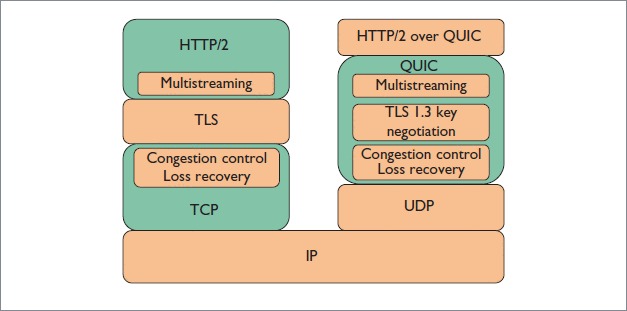 HTTP/2
Multistreaming
TLS
Congestion control
Loss recovery
TCP
HTTP/2 over QUIC
QUIC
Multistreaming
TLS 1.3 key
negotiation
Congestion control
Loss recovery
UDP
IP